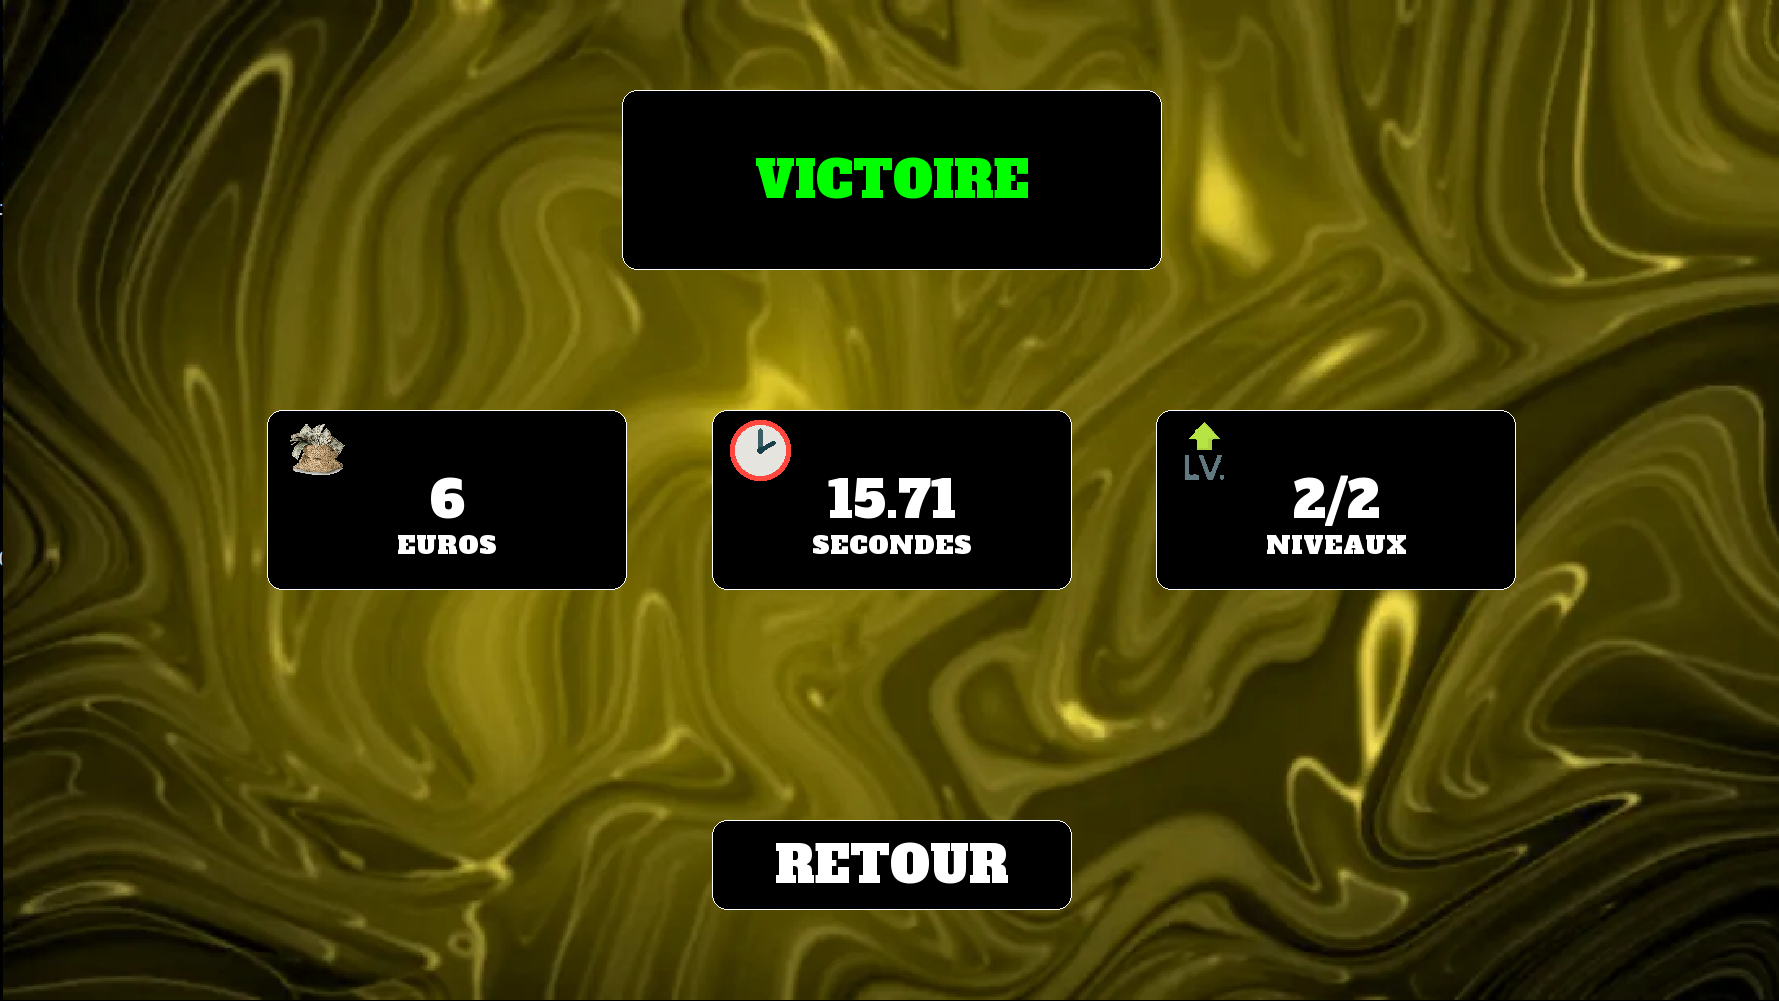 VICTOIRE
6
EUROS
15.71
SECONDES
LV.
2/2
NIVEAUX
RETOUR